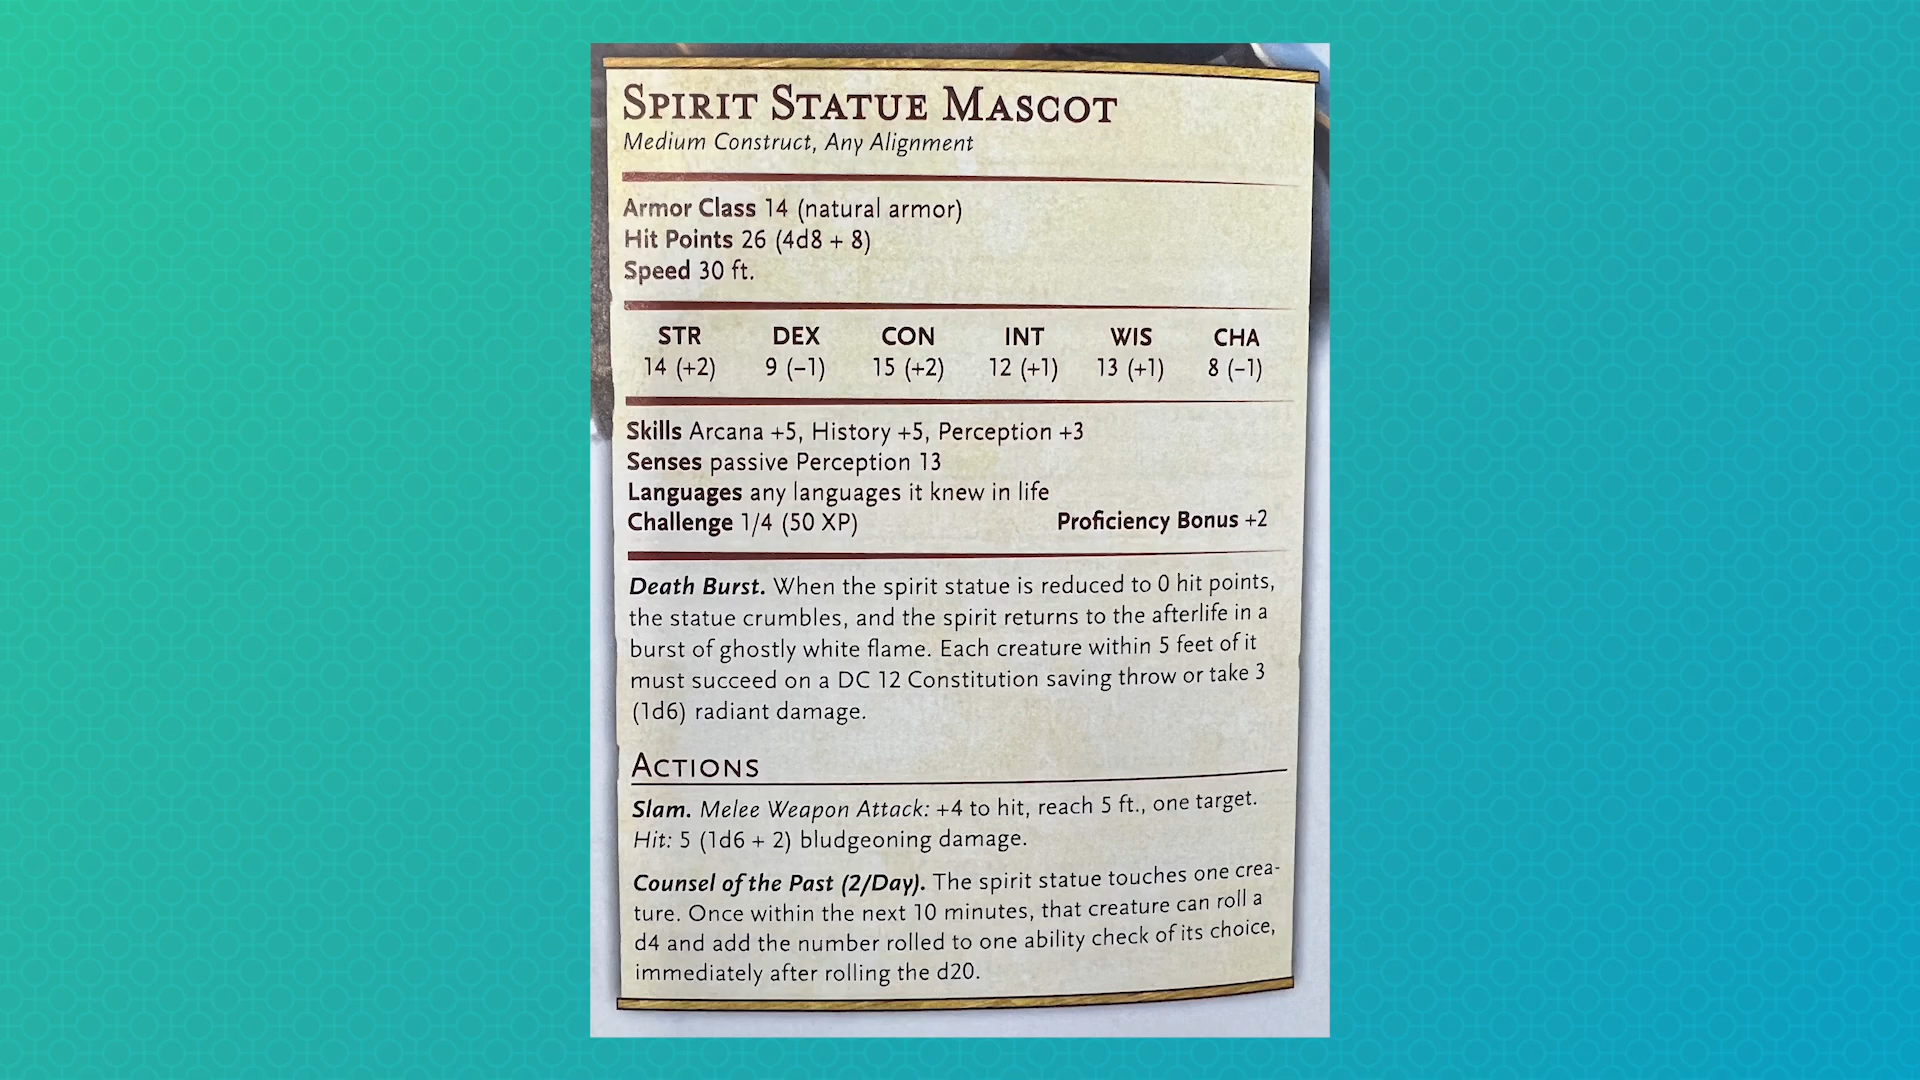 SPIRIT STATUE MASCOT
Medium Construct, Any Alignment
Armor Class 14 (natural armor)
Hit Points 26 (4d8 + 8)
Speed 30 ft.
STR DEX CON INT WIS CHA
14 (+2) 9 (−1) 15 (+2) 12 (+1) 13 (+1) 8 (−1)
Skills Arcana +5, History +5, Perception +3
Senses passive Perception 13
Languages any languages it knew in life
Challenge 1/4 (50 XP) Proficiency Bonus +2
Death Burst. When the spirit statue is reduced to 0 hit points,
the statue crumbles, and the spirit returns to the afterlife in a
burst of ghostly white flame. Each creature within 5 feet of it
must succeed on a DC 12 Constitution saving throw or take 3
(1d6) radiant damage.
ACTIONS
Slam. Melee Weapon Attack: +4 to hit, reach 5 ft., one target.
Hit: 5 (1d6 + 2) bludgeoning damage.
Counsel of the Past (2/Day). The spirit statue touches one crea-
ture. Once within the next 10 minutes, that creature can roll a
d4 and add the number rolled to one ability check of its choice,
immediately after rolling the d20.